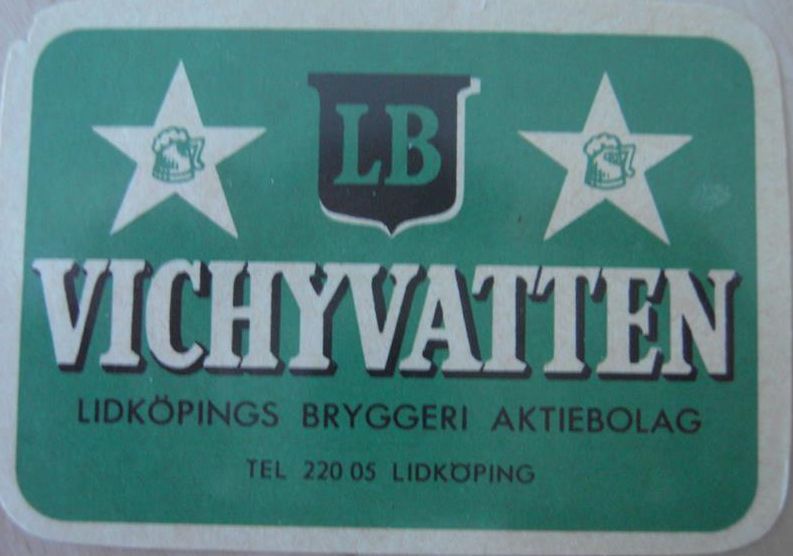 LB
VICHYVATTEN
LIDKÖPINGS BRYGGERI AKTIEBOLAG
TEL 220 05 LIDKÖPING